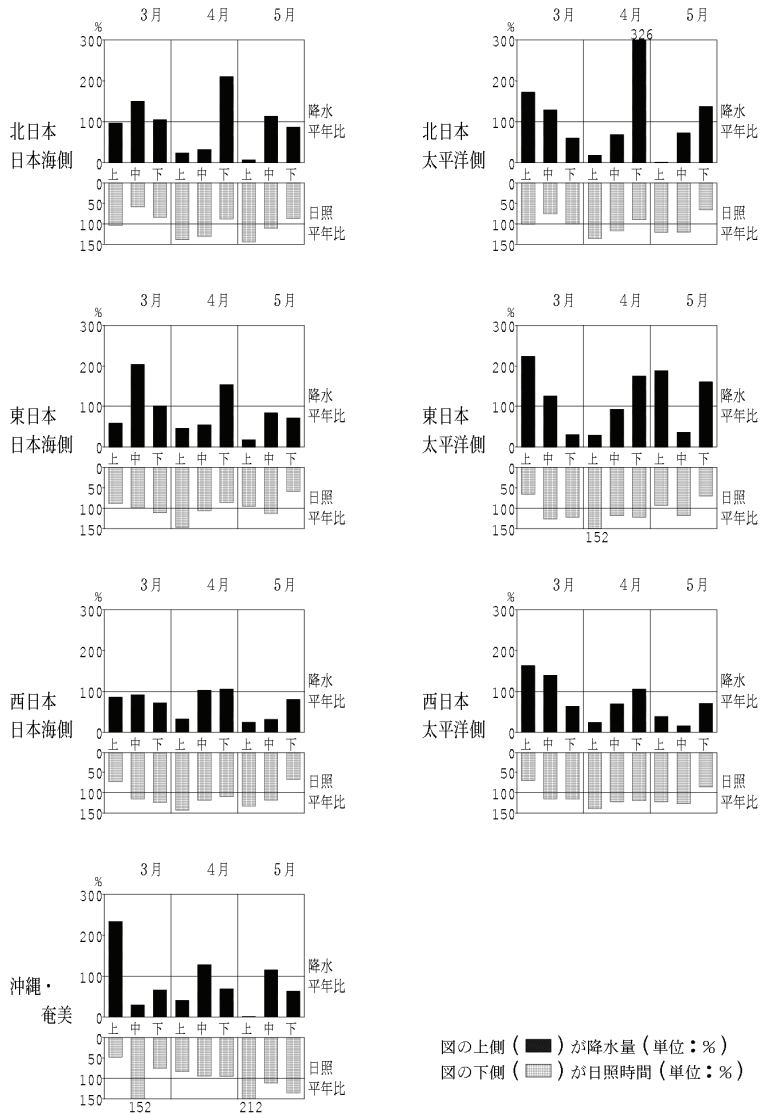 3月 4月 5月
%
300
200
100
0
北日本
日本海側
降水
平年比
上 中 下 上 中 下 上 中 下
0
50
100
150
日照
平年比
3月 4月 5月
%
326
300
200
100
0
北日本
太平洋側
降水
平年比
上 中 下 上 中 下 上 中 下
0
50
100
150
日照
平年比
3月 4月 5月
%
300
200
100
0
東日本
日本海側
降水
平年比
上 中 下 上 中 下 上 中 下
0
50
100
150
日照
平年比
3月 4月 5月
%
300
200
100
0
東日本
太平洋側
降水
平年比
上 中 下 上 中 下 上 中 下
0
50
100
150
日照
平年比
152
3月 4月 5月
%
300
200
100
0
西日本
日本海側
降水
平年比
上 中 下 上 中 下 上 中 下
0
50
100
150
日照
平年比
3月 4月 5月
%
300
200
100
0
西日本
太平洋側
降水
平年比
上 中 下 上 中 下 上 中 下
0
50
100
150
日照
平年比
3月 4月 5月
%
300
200
100
0
沖縄・
奄美
降水
平年比
上 中 下 上 中 下 上 中 下
0
50
100
150
日照
平年比
152 212
図の上側（ ）が降水量（単位：%）
図の下側（ ）が日照時間（単位：%）